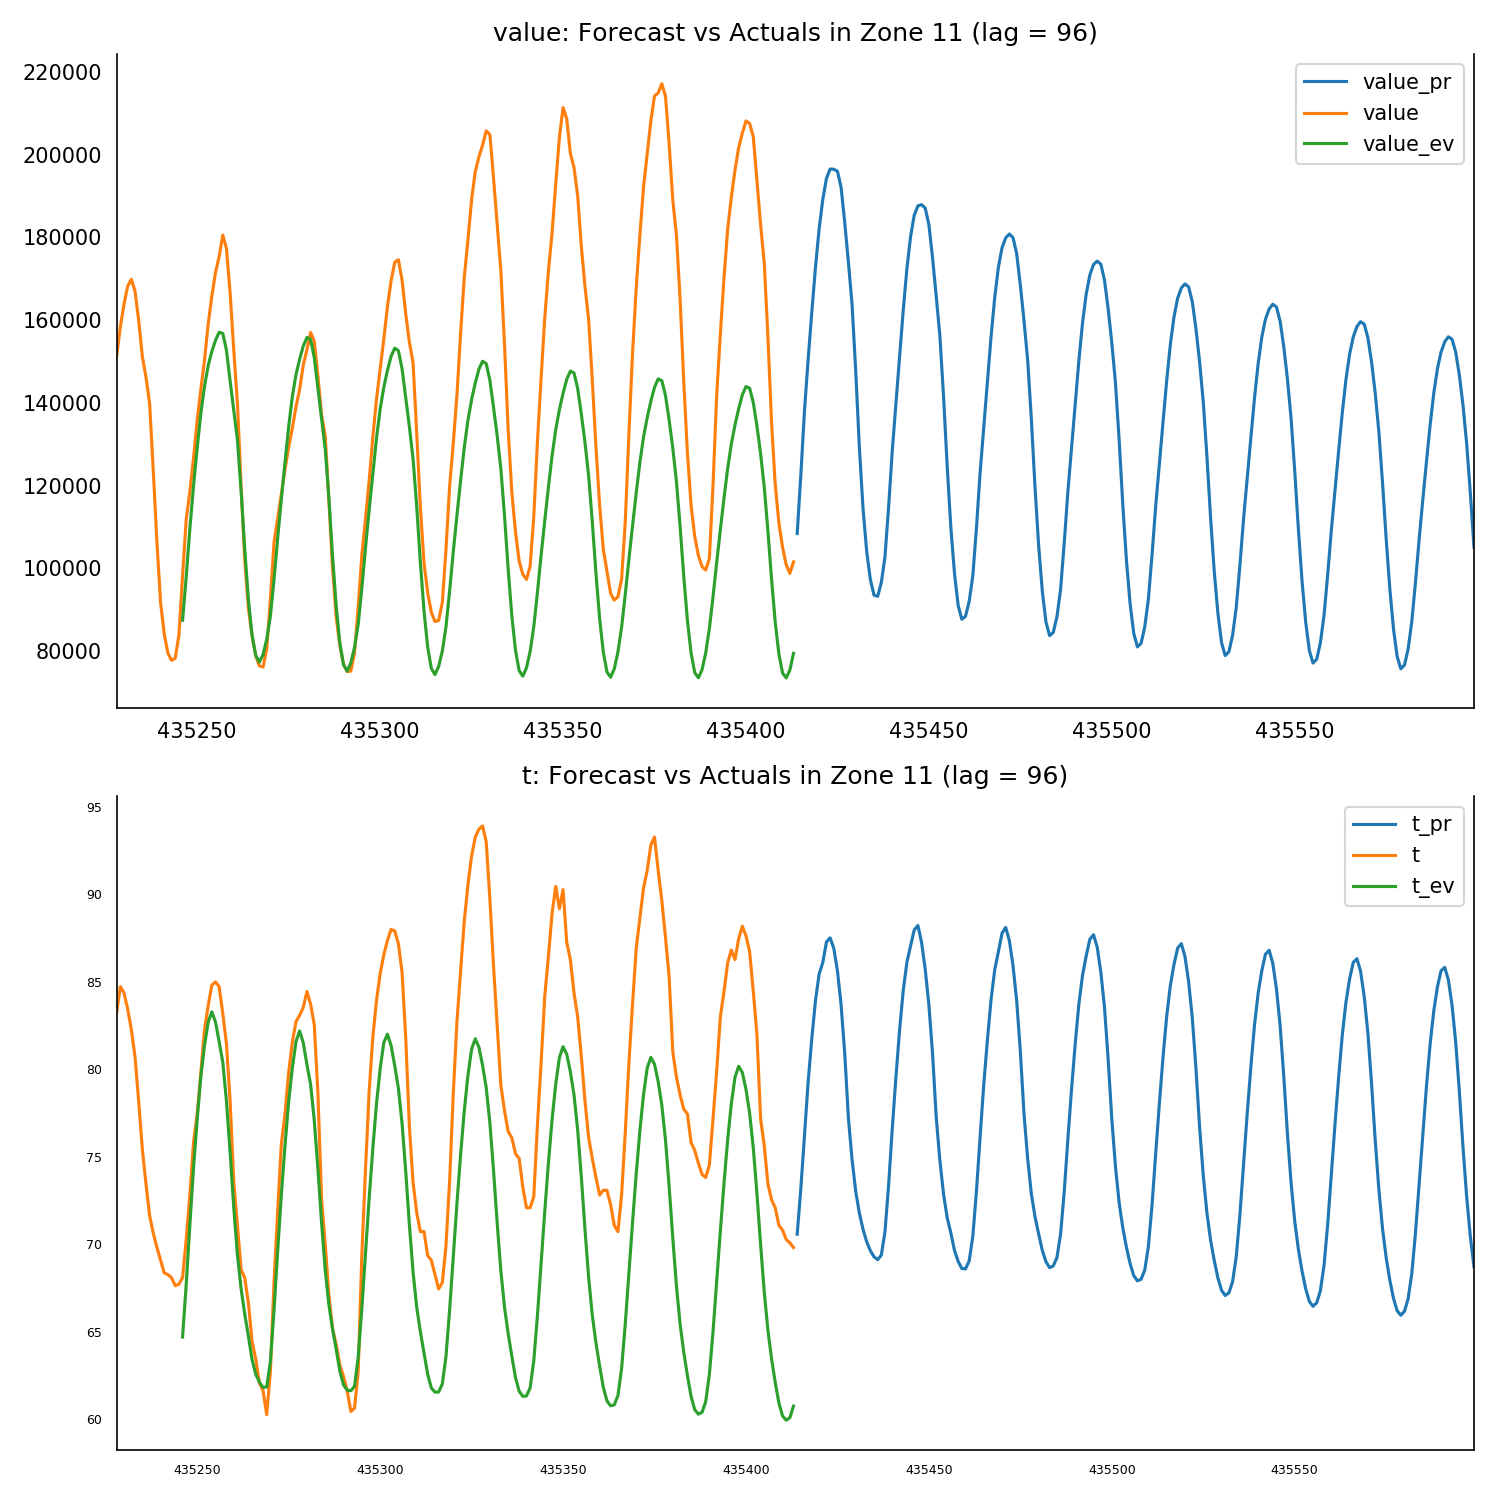 value: Forecast vs Actuals in Zone 11 (lag = 96)
220000
200000
180000
160000
140000
120000
100000
80000
value_pr
value
value_ev
435250 435300 435350 435400 435450 435500 435550
t: Forecast vs Actuals in Zone 11 (lag = 96)
95
90
85
80
75
70
65
60
t_pr
t
t_ev
435250 435300 435350 435400 435450 435500 435550